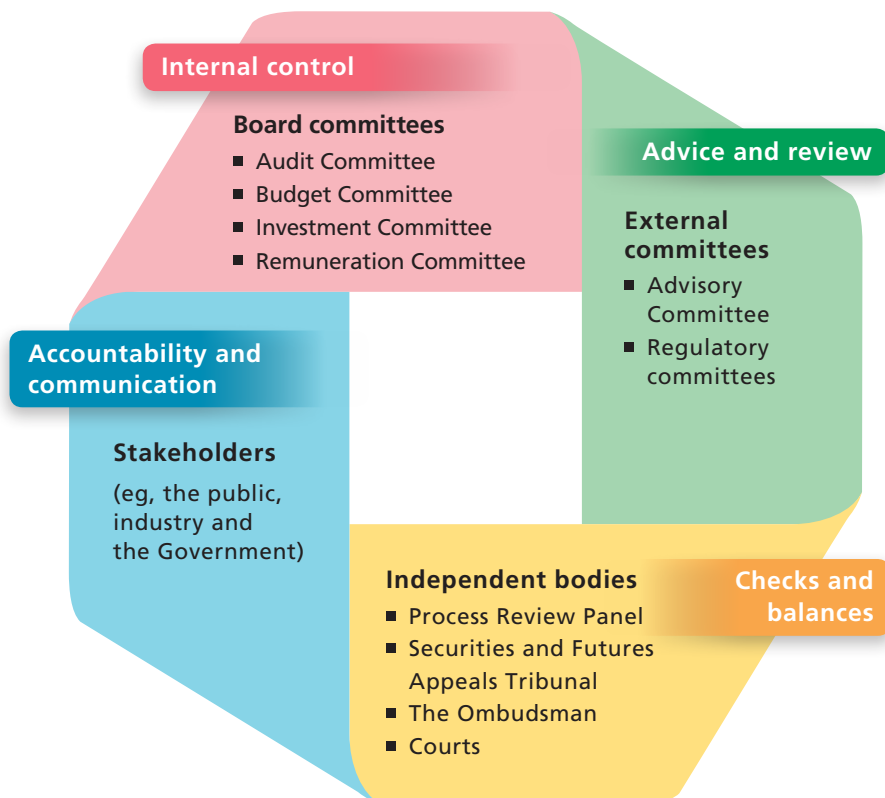 Internal control
Board committees
▪ Audit Committee
▪ Budget Committee
▪ Investment Committee
▪ Remuneration Committee
Advice and review
External
committees
▪ Advisory
Committee
▪ Regulatory
committees
Accountability and
communication
Stakeholders
(eg, the public,
industry and
the Government)
Checks and
balances
Independent bodies
▪ Process Review Panel
▪ Securities and Futures
Appeals Tribunal
▪ The Ombudsman
▪ Courts